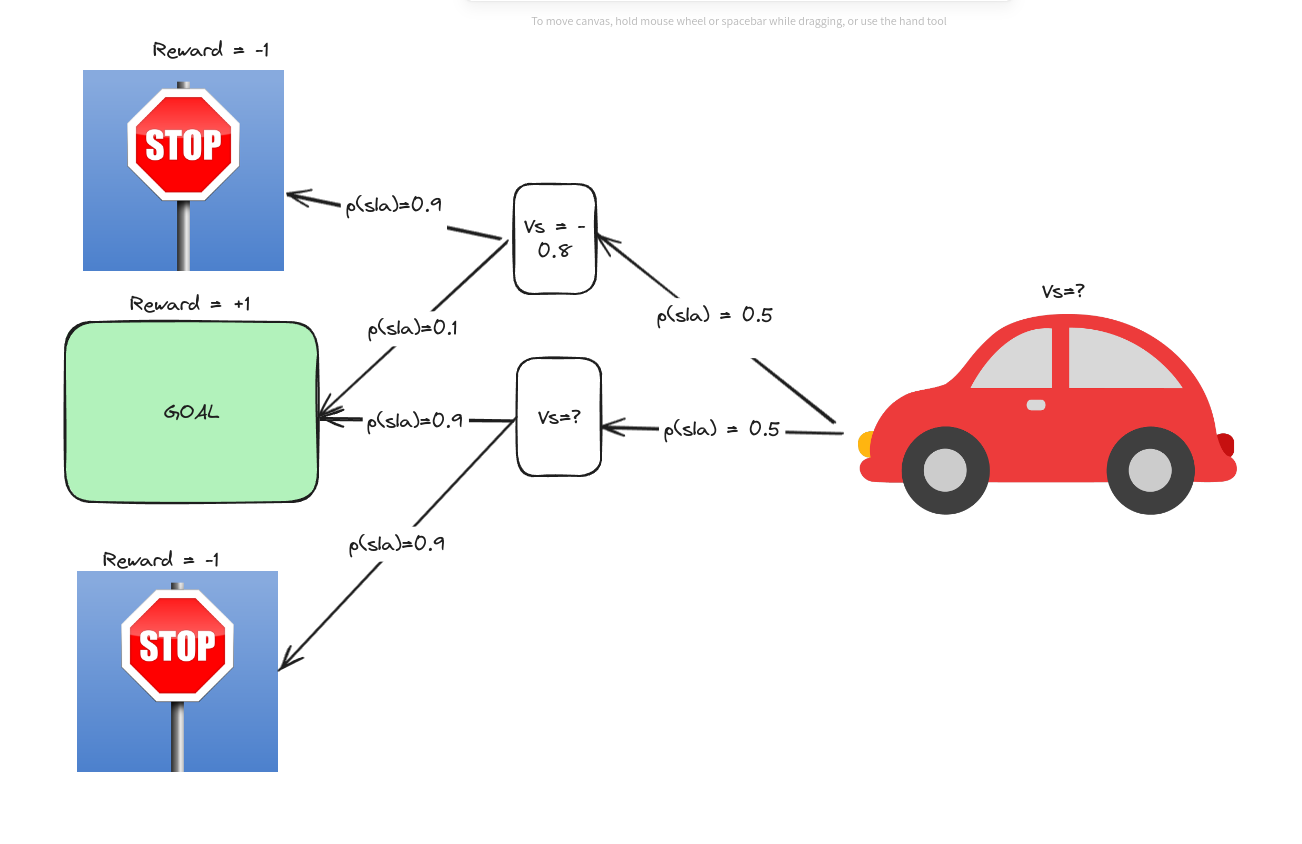 To move canvas, hold mouse wheel or spacebar while dragging, or use the hand tool
Reward = -1
STOP
p(s|a)=0.9
Vs = -
0.8
Reward = +1
p(s|a)=0.1
p(s|a) = 0.5
Vs=?
GOAL
p(s|a)=0.9
Vs=?
p(s|a) = 0.5
p(s|a)=0.9
Reward = -1
STOP